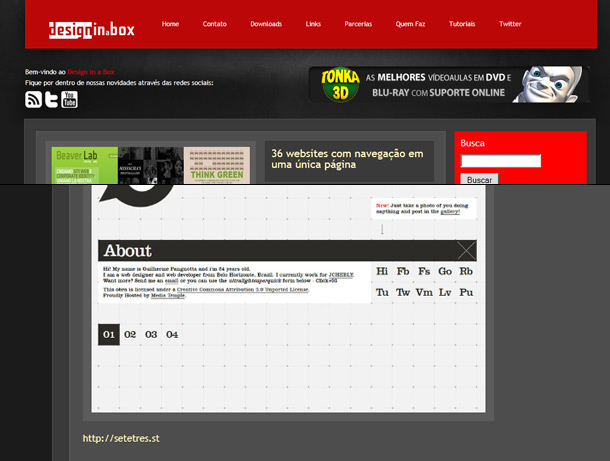 designinabox
Home Contato Downloads Links Parcerias Quem Faz Tutoriais Twitter
Bem-vindo ao Design in a Box
Fique por dentro de nossas novidades através das redes sociais:
You Tube
TONKA 3D
AS MELHORES VÍDEOAULAS EM DVD E
BLU-RAY COM SUPORTE ONLINE
Beaver Lab
THINK GREEN
36 websites com navegação em
uma única página
Busca
Buscar
New! Just take a photo of you doing
anything and post in the gallery!
About
Hi! My name is Guilherme Pangnotta and i'm 24 years old.
I am a web designer and web developer from Belo Horizonte, Brazil. I currently work for JCHEBLY.
Want more? Send me an email or you can use the form below - Click+01
This obra is licensed under a Creative Commons Attribution 3.0 Unported License.
Proudly Hosted by Media Temple.
Hi Fb Fs Go Rb
Tu Tw Vm Lv Pu
01 02 03 04
http://setetres.st